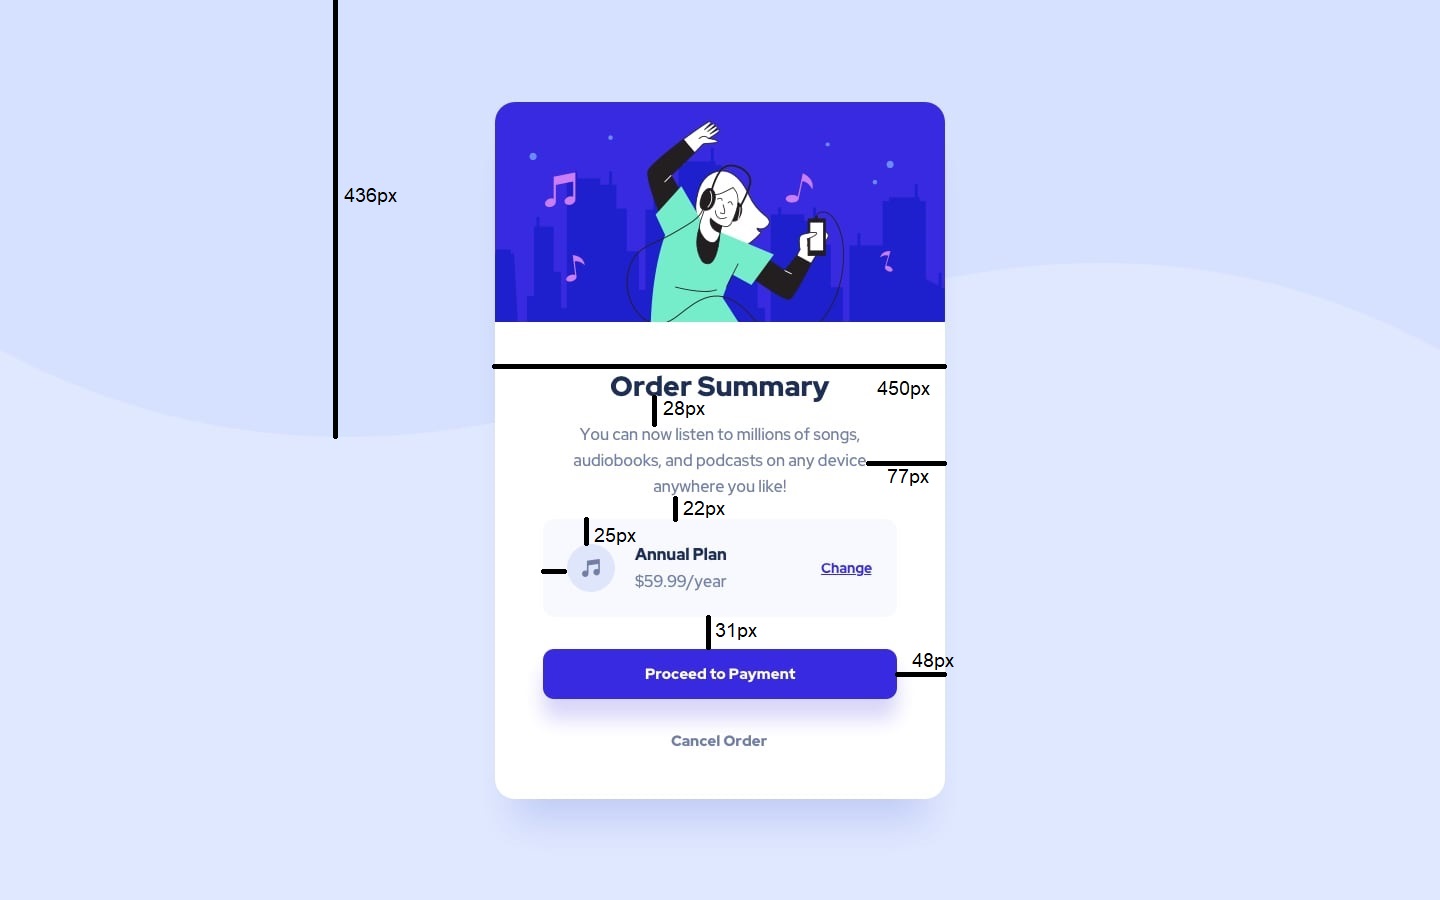 436px
Order Summary
450px
28px
You can now listen to millions of songs,
audiobooks, and podcasts on any device
77px
anywhere you like!
22px
25px
Annual Plan
$59.99/year
Change
31px
48px
Proceed to Payment
Cancel Order